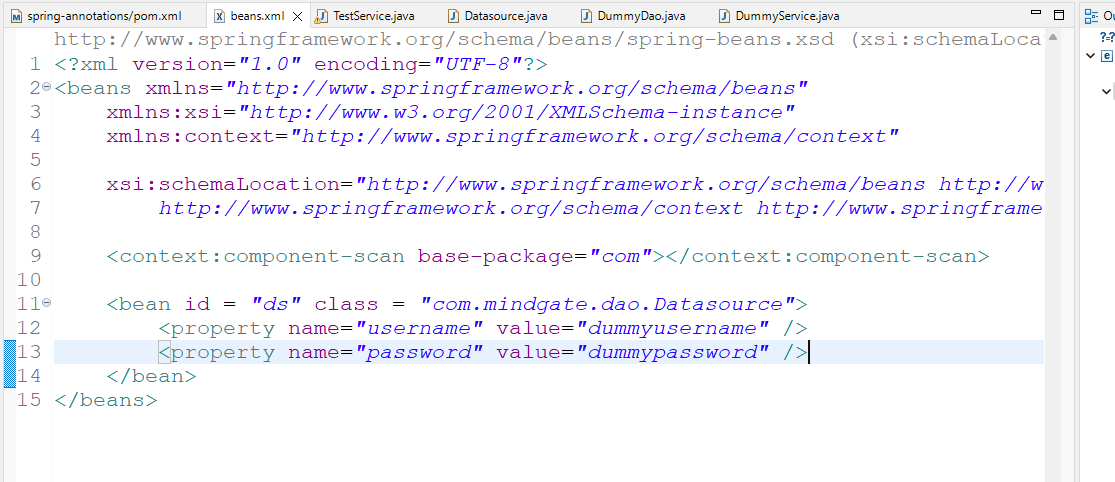 spring-annotations/pom.xml beans.xml TestService.java Datasource.java DummyDao.java DummyService.java
http://www.springframework.org/schema/beans/spring-beans.xsd (xsi:schemaLoca
1 <?xml version="1.0" encoding="UTF-8"?>
2 <beans xmlns="http://www.springframework.org/schema/beans"
3 xmlns:xsi="http://www.w3.org/2001/XMLSchema-instance"
4 xmlns:context="http://www.springframework.org/schema/context"
5
6 xsi:schemaLocation="http://www.springframework.org/schema/beans http://w
7 http://www.springframework.org/schema/context http://www.springframe
8
9 <context:component-scan base-package="com"></context:component-scan>
10
11 <bean id = "ds" class = "com.mindgate.dao.Datasource">
12 <property name="username" value="dummyusername" />
13 <property name="password" value="dummypassword" />
14 </bean>
15 </beans>